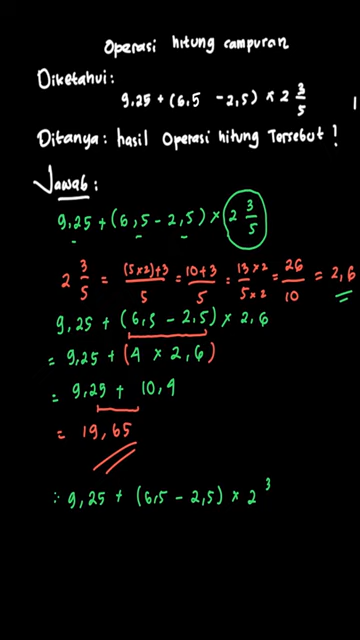 Operasi hitung campuran
Diketahui:
9,25 + (6,5 - 2,5) × 2 3/5
Ditanya: hasil Operasi hitung Tersebut!
Jawab:
9,25 + (6,5 - 2,5) × 2 3/5
2 3/5 = (5×2)+3/5 = 10+3/5 = 13×2/5×2 = 26/10 = 2,6
9,25 + (6,5 - 2,5) × 2,6
= 9,25 + (4 × 2,6)
= 9,25 + 10,4
= 19,65
∴ 9,25 + (6,5 - 2,5) × 2 3